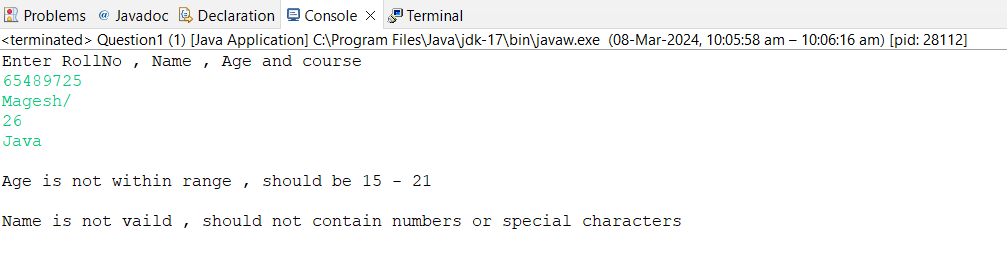 Problems @ Javadoc Declaration Console Terminal
<terminated> Question1 (1) [Java Application] C:\Program Files\Java\jdk-17\bin\javaw.exe (08-Mar-2024, 10:05:58 am – 10:06:16 am) [pid: 28112]
Enter RollNo , Name , Age and course
65489725
Magesh/
26
Java
Age is not within range , should be 15 - 21
Name is not vaild , should not contain numbers or special characters